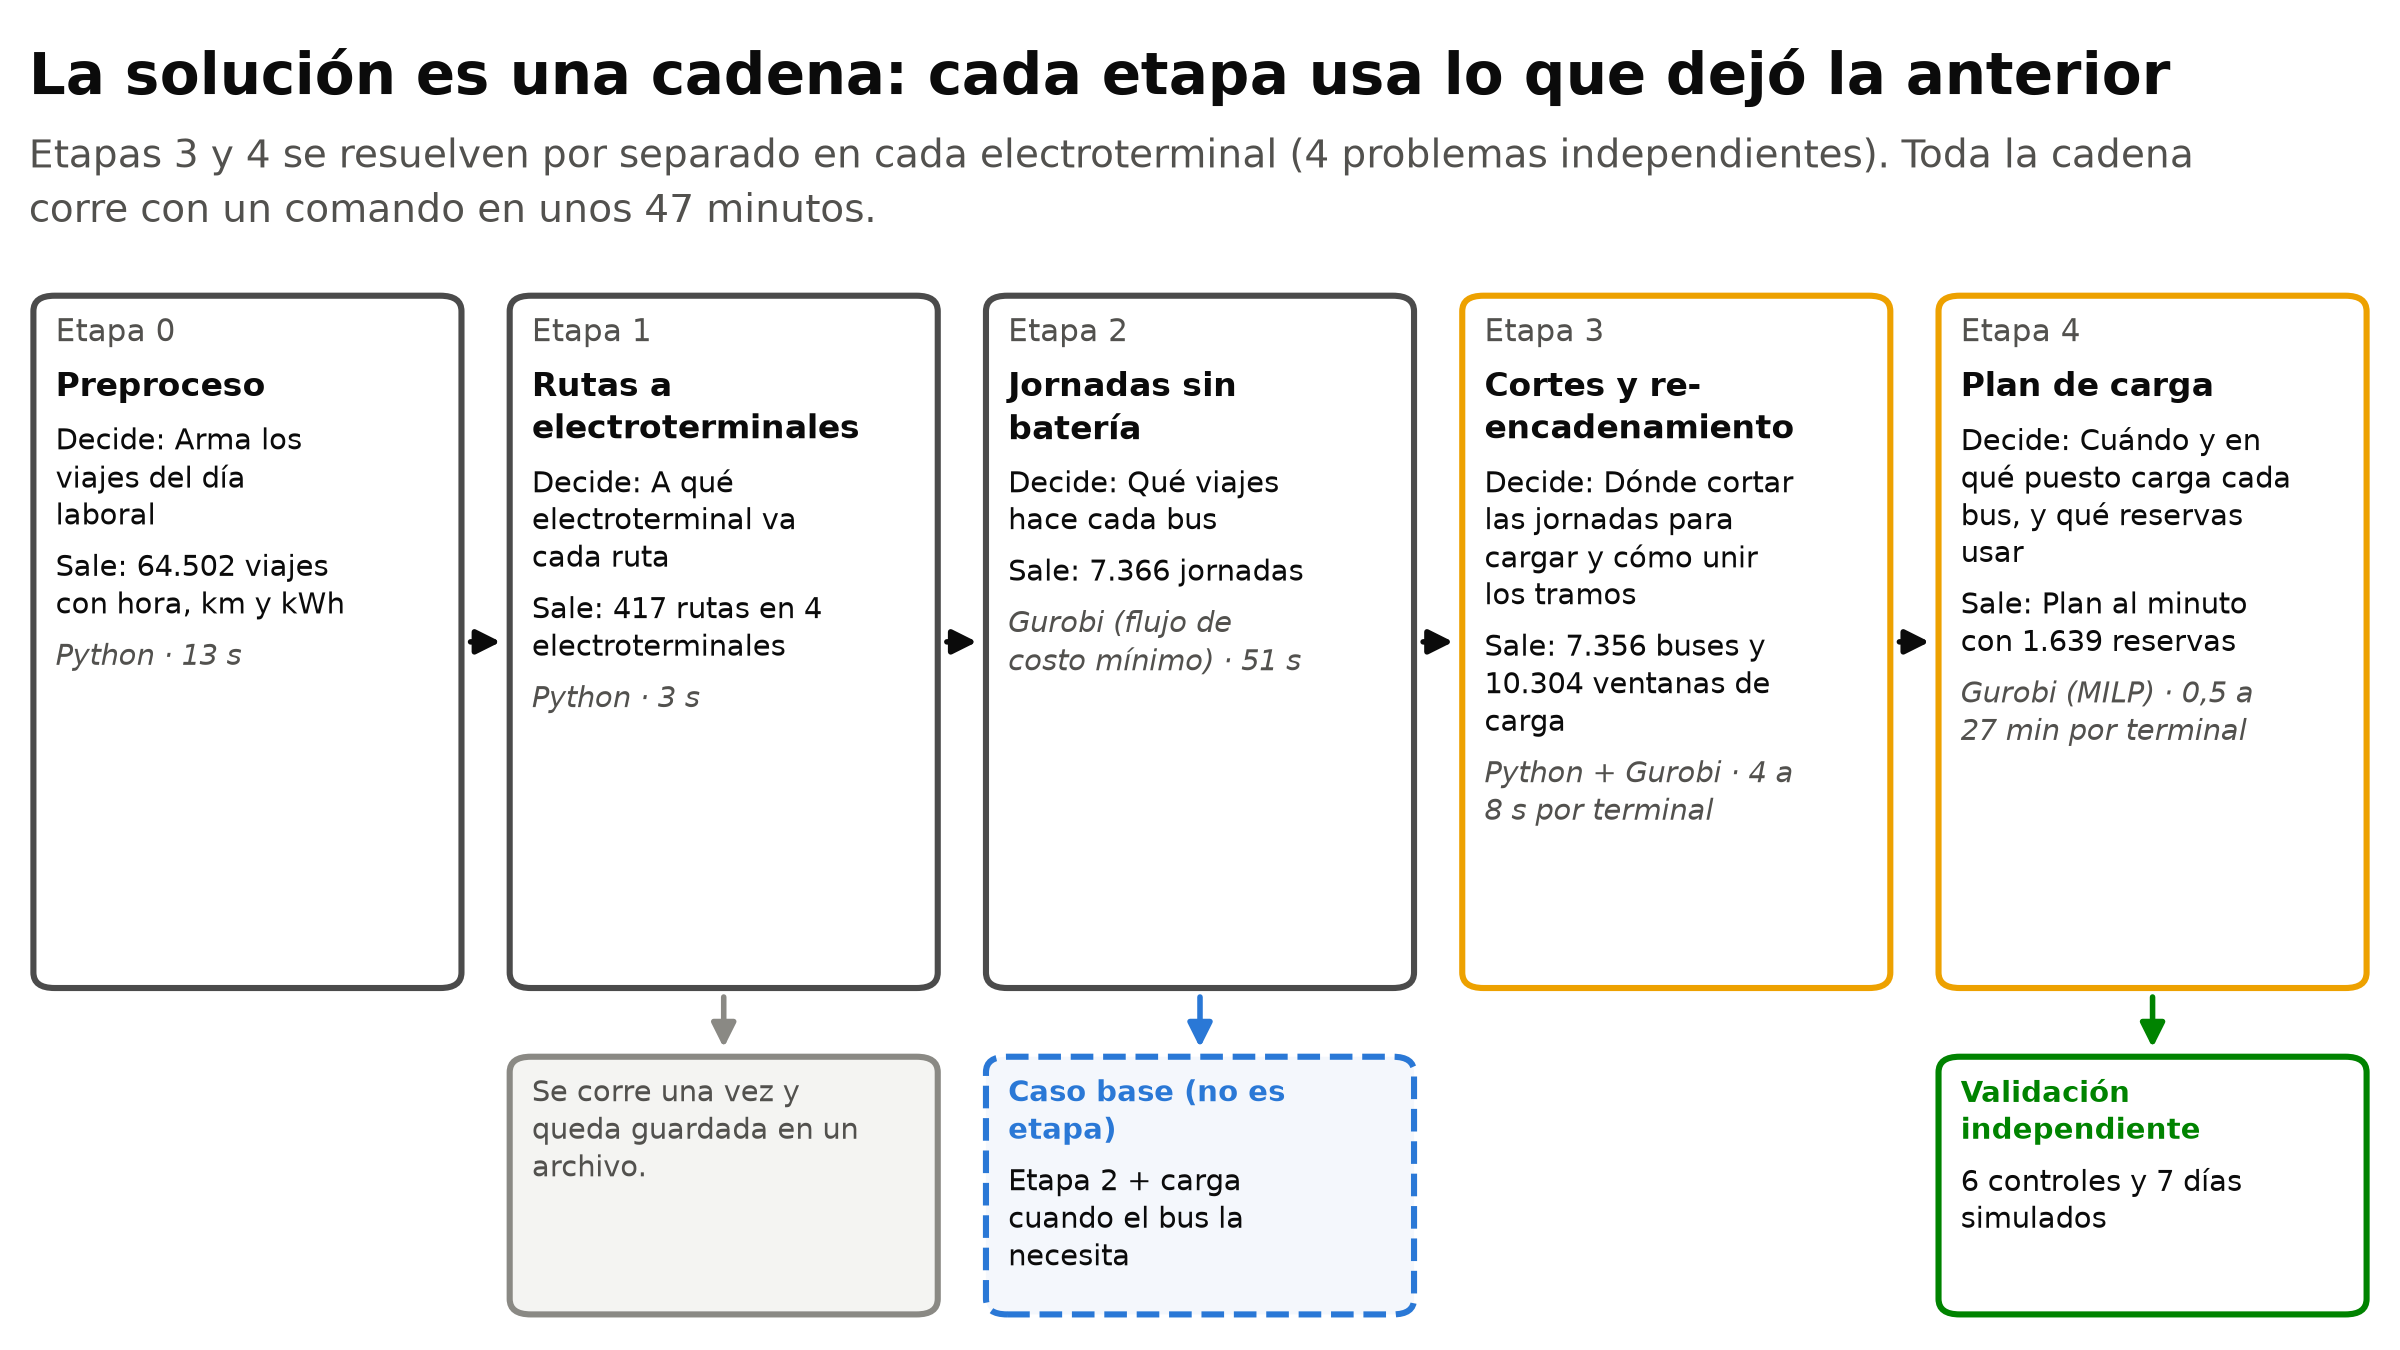 La solución es una cadena: cada etapa usa lo que dejó la anterior
Etapas 3 y 4 se resuelven por separado en cada electroterminal (4 problemas independientes). Toda la cadena
corre con un comando en unos 47 minutos.
Etapa 0
Preproceso
Decide: Arma los
viajes del día
laboral
Sale: 64.502 viajes
con hora, km y kWh
Python · 13 s
Etapa 1
Rutas a
electroterminales
Decide: A qué
electroterminal va
cada ruta
Sale: 417 rutas en 4
electroterminales
Python · 3 s
Etapa 2
Jornadas sin
batería
Decide: Qué viajes
hace cada bus
Sale: 7.366 jornadas
Gurobi (flujo de
costo mínimo) · 51 s
Etapa 3
Cortes y re-
encadenamiento
Decide: Dónde cortar
las jornadas para
cargar y cómo unir
los tramos
Sale: 7.356 buses y
10.304 ventanas de
carga
Python + Gurobi · 4 a
8 s por terminal
Etapa 4
Plan de carga
Decide: Cuándo y en
qué puesto carga cada
bus, y qué reservas
usar
Sale: Plan al minuto
con 1.639 reservas
Gurobi (MILP) · 0,5 a
27 min por terminal
Se corre una vez y
queda guardada en un
archivo.
Caso base (no es
etapa)
Etapa 2 + carga
cuando el bus la
necesita
Validación
independiente
6 controles y 7 días
simulados